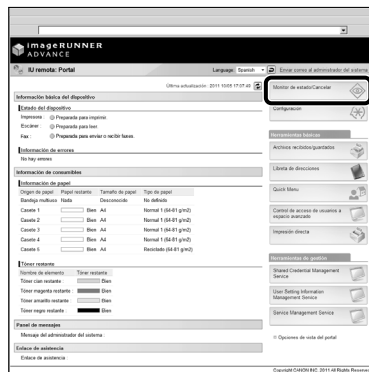 imageRUNNER
ADVANCE
IU remota: Portal
Language: Spanish
Enviar correo al administrador del sistema
Última actualización : 2011 10/05 17:07:49
Información básica del dispositivo
Estado del dispositivo
Impresora : Preparada para imprimir.
Escáner : Preparada para leer.
Fax : Preparada para enviar o recibir faxes.
Información de errores
No hay errores
Información de consumibles
Información de papel
Origen de papel Papel restante Tamaño de papel Tipo de papel
Bandeja multiuso Nada Desconocido No definido
Casete 1 Bien A4 Normal 1 (64-81 g/m2)
Casete 2 Bien A4 Normal 1 (64-81 g/m2)
Casete 3 Bien A4 Normal 1 (64-81 g/m2)
Casete 4 Bien A4 Normal 1 (64-81 g/m2)
Casete 5 Bien A4 Reciclado (64-81 g/m2)
Tóner restante
Nombre de elemento Tóner restante
Tóner cian restante : Bien
Tóner magenta restante : Bien
Tóner amarillo restante : Bien
Tóner negro restante : Bien
Panel de mensajes
Mensaje del administrador del sistema :
Enlace de asistencia
Enlace de asistencia :
Monitor de estado/Cancelar
Configuración
Herramientas básicas
Archivos recibidos/guardados
Libreta de direcciones
Quick Menu
Control de acceso de usuarios a
espacio avanzado
Impresión directa
Herramientas de gestión
Shared Credential Management
Service
User Setting Information
Management Service
Service Management Service
Opciones de vista del portal
Copyright CANON INC. 2011 All Rights Reserved